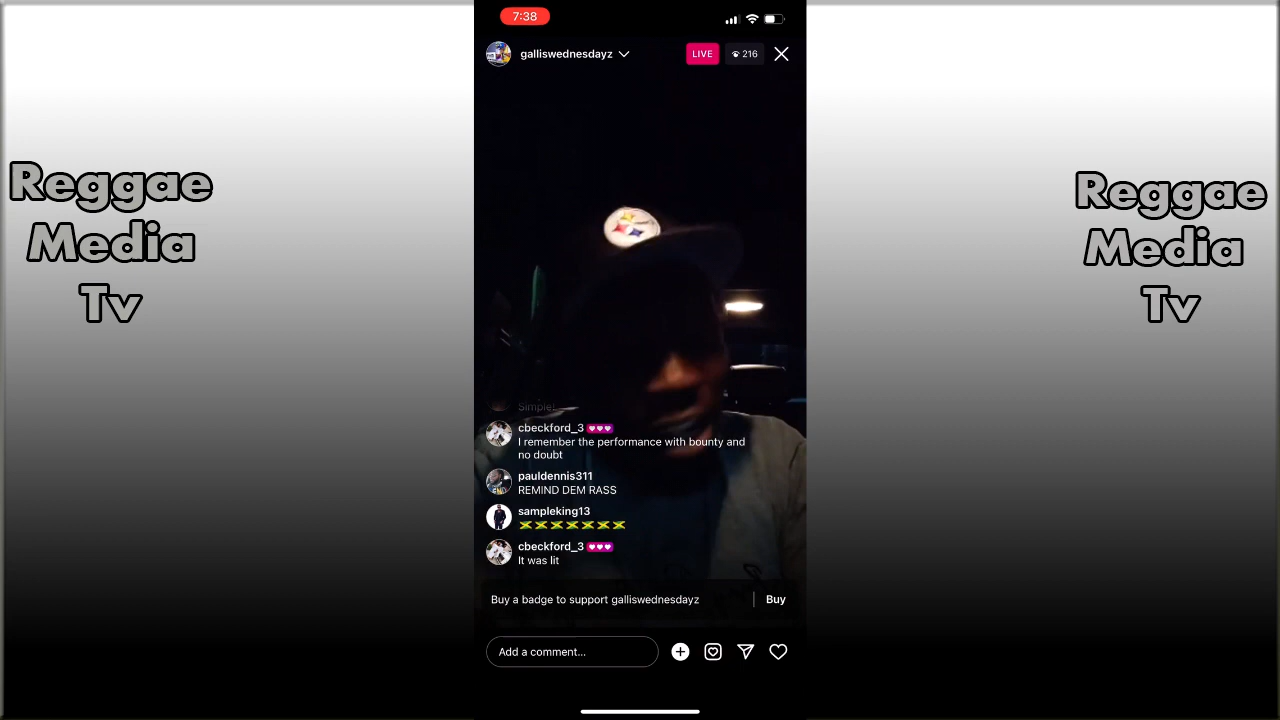 7:38
galliswednesdayz
LIVE
216
Reggae
Media
Tv
Reggae
Media
Tv
SimpleL
cbeckford_3
I remember the performance with bounty and
no doubt
pauldennis311
REMIND DEM RASS
sampleking13
cbeckford_3
It was lit
Buy a badge to support galliswednesdayz
Buy
Add a comment...